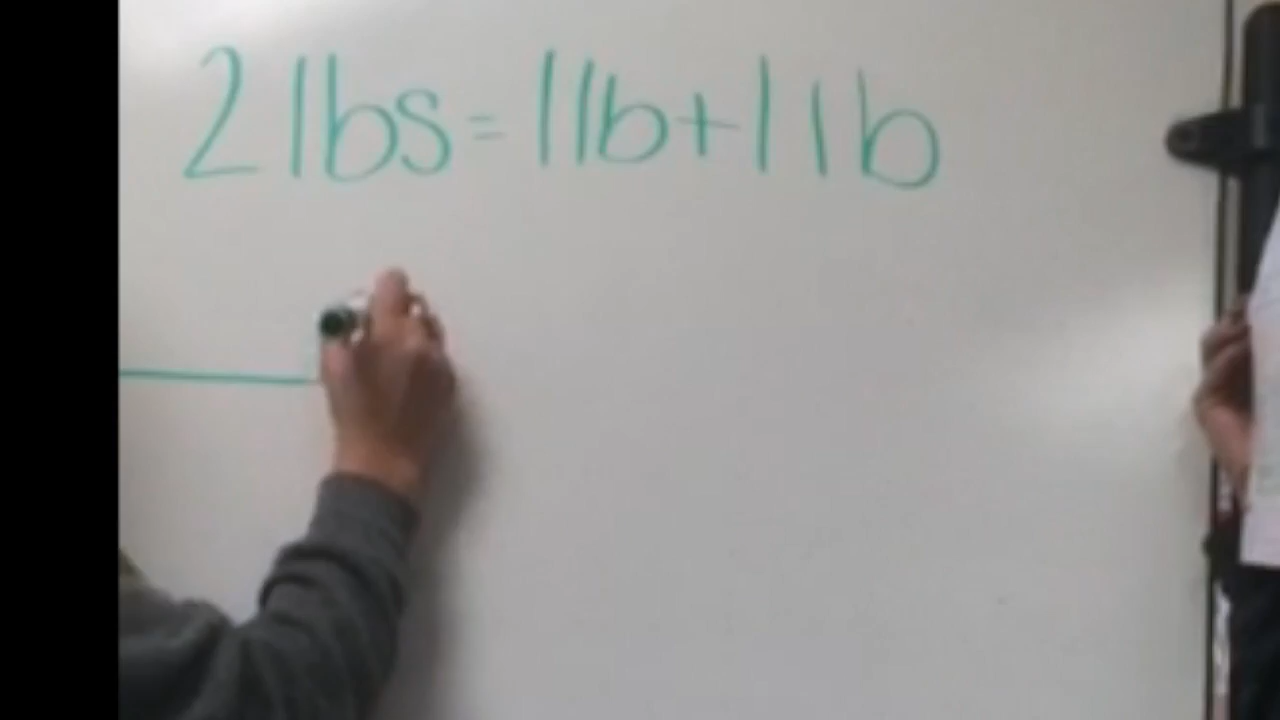 2 lbs = 1 lb + 1 lb